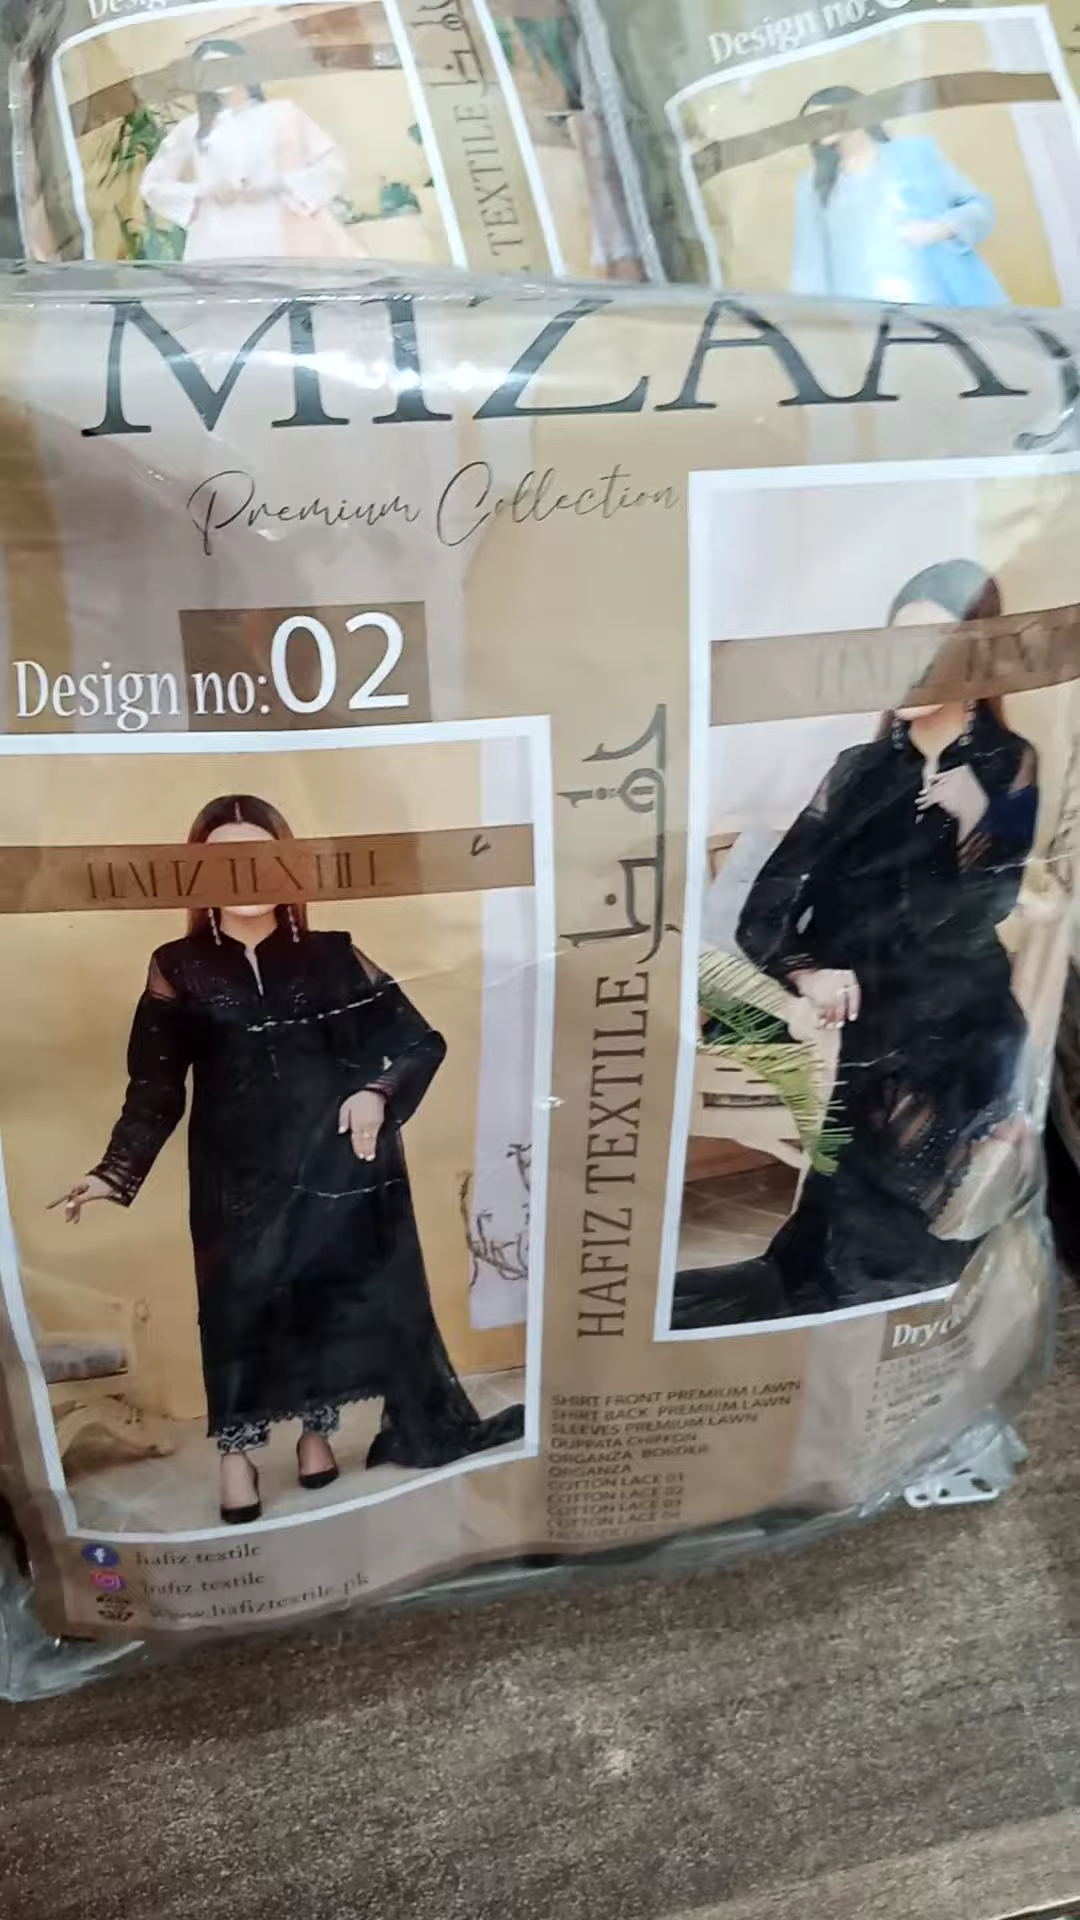 Design no:
TEXTILE
MIZAAJ
Premium Collection
Design no:02
HAFIZ TEXTILE
HAFIZ TEXTILE
HAFIZ TEXTILE حافظ
Dry
SHIRT FRONT PREMIUM LAWN
SHIRT BACK PREMIUM LAWN
SLEEVES PREMIUM LAWN
DUPPATA CHIFFON
ORGANZA BORDER
ORGANZA
COTTON LACE 01
COTTON LACE 02
COTTON LACE 03
COTTON LACE 04
hafiz textile
hafiz textile
www.hafiztextile.pk